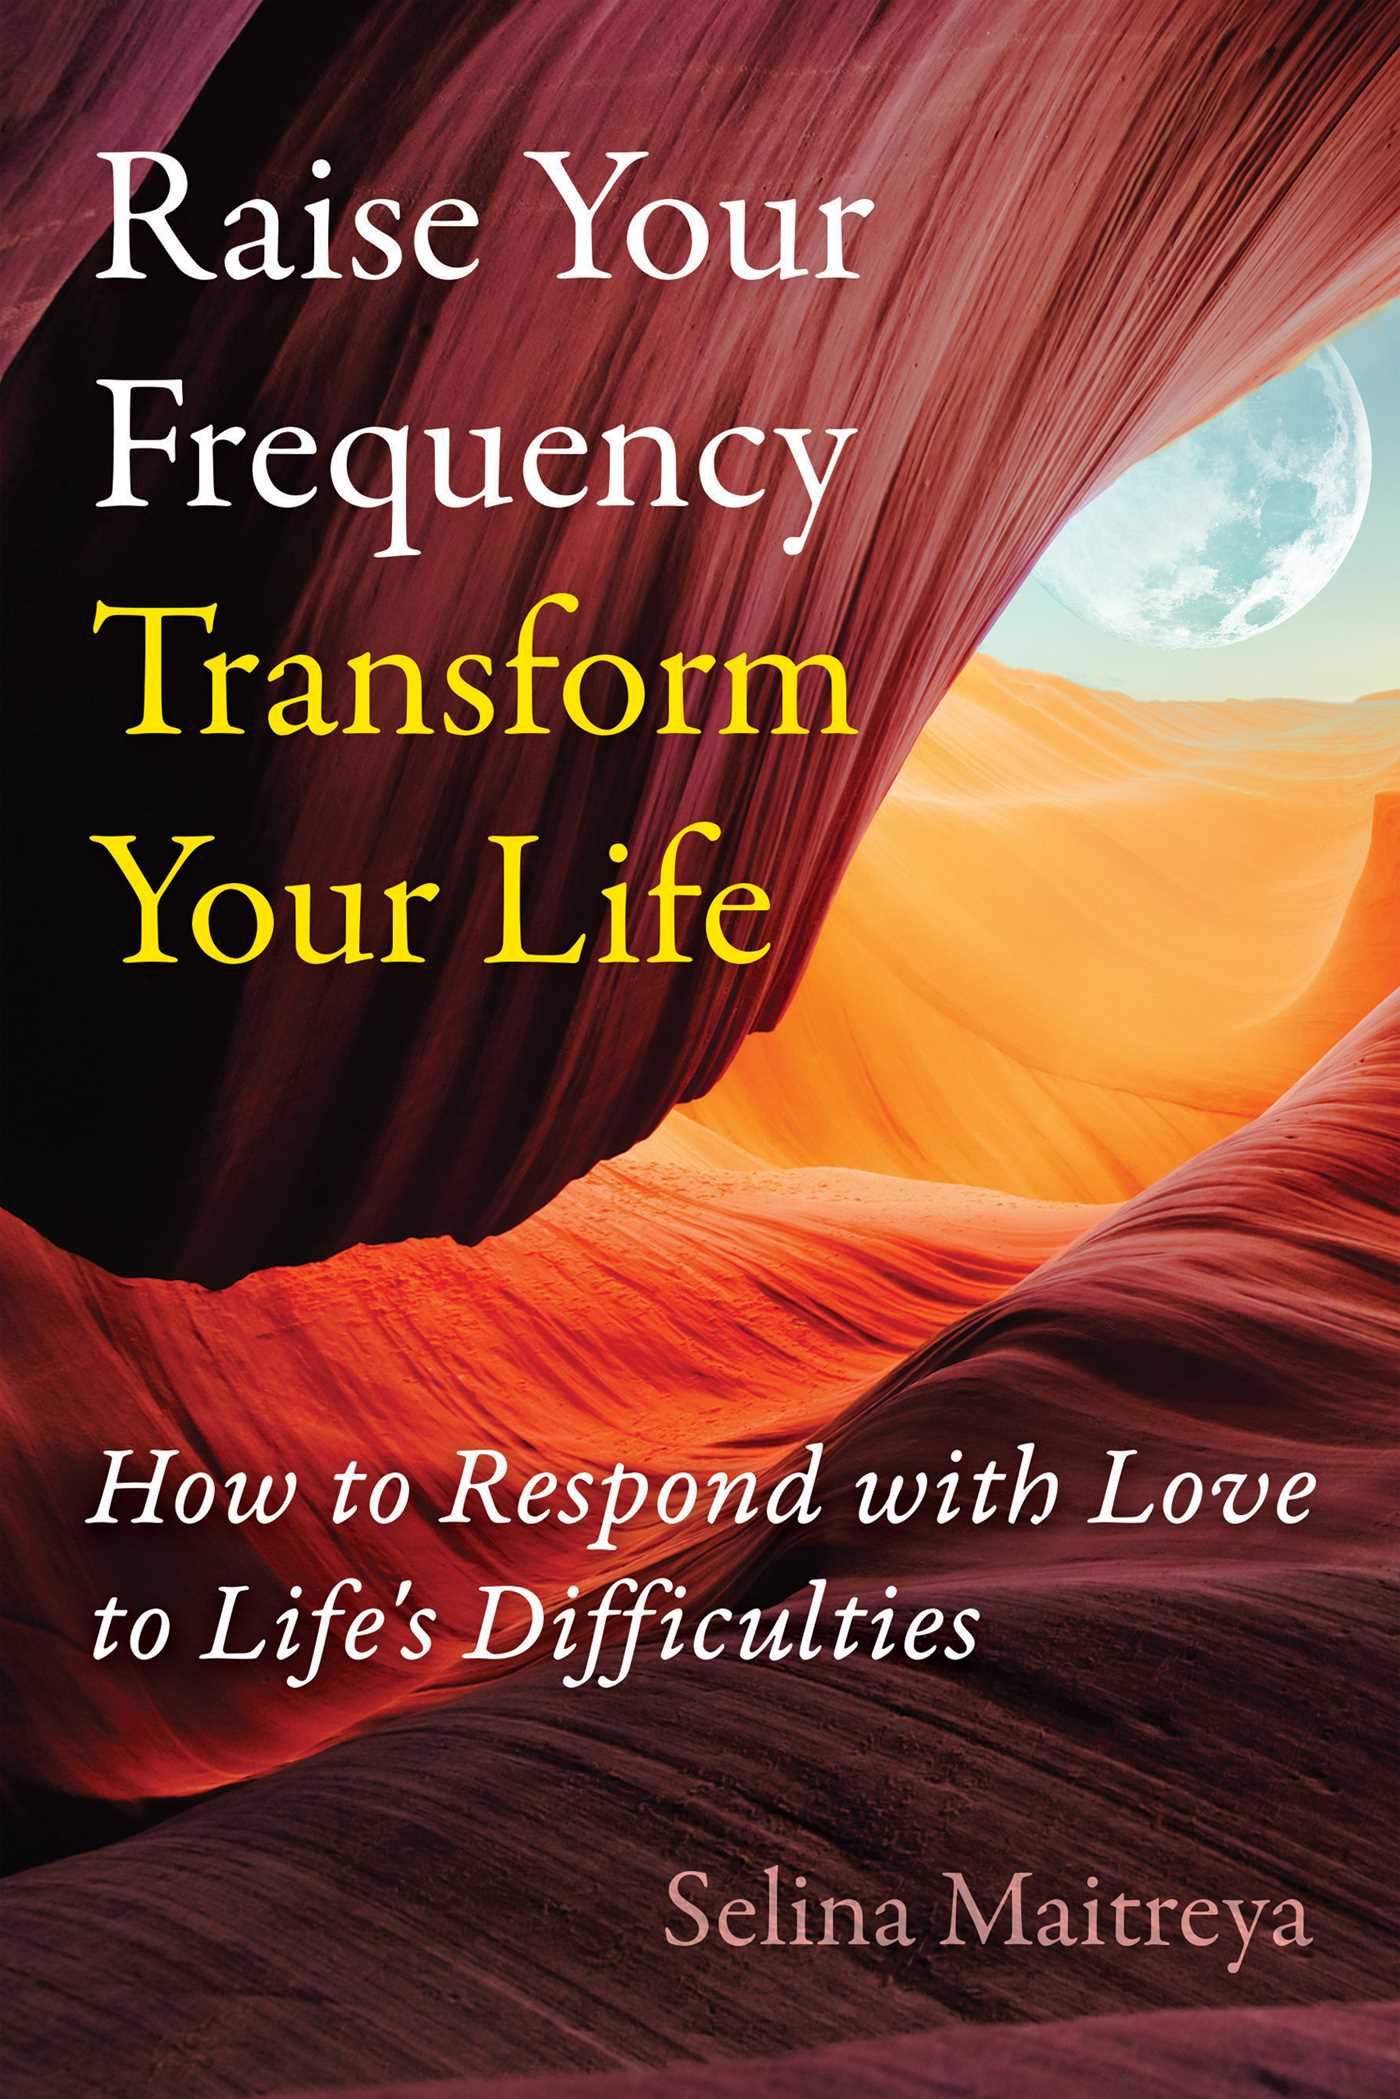 Raise Your
Frequency
Transform
Your Life
How to Respond with Love
to Life's Difficulties
Selina Maitreya